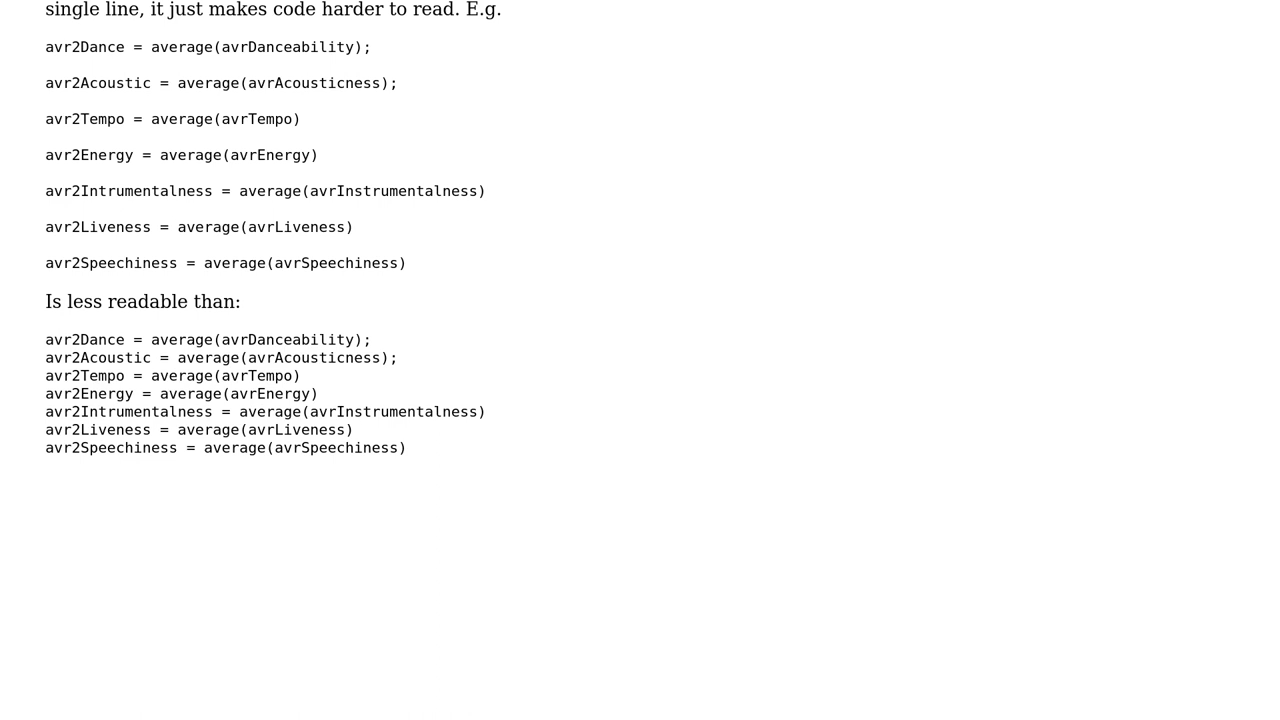 single line, it just makes code harder to read. E.g.
avr2Dance = average(avrDanceability);
avr2Acoustic = average(avrAcousticness);
avr2Tempo = average(avrTempo)
avr2Energy = average(avrEnergy)
avr2Intrumentalness = average(avrInstrumentalness)
avr2Liveness = average(avrLiveness)
avr2Speechiness = average(avrSpeechiness)
Is less readable than:
avr2Dance = average(avrDanceability);
avr2Acoustic = average(avrAcousticness);
avr2Tempo = average(avrTempo)
avr2Energy = average(avrEnergy)
avr2Intrumentalness = average(avrInstrumentalness)
avr2Liveness = average(avrLiveness)
avr2Speechiness = average(avrSpeechiness)